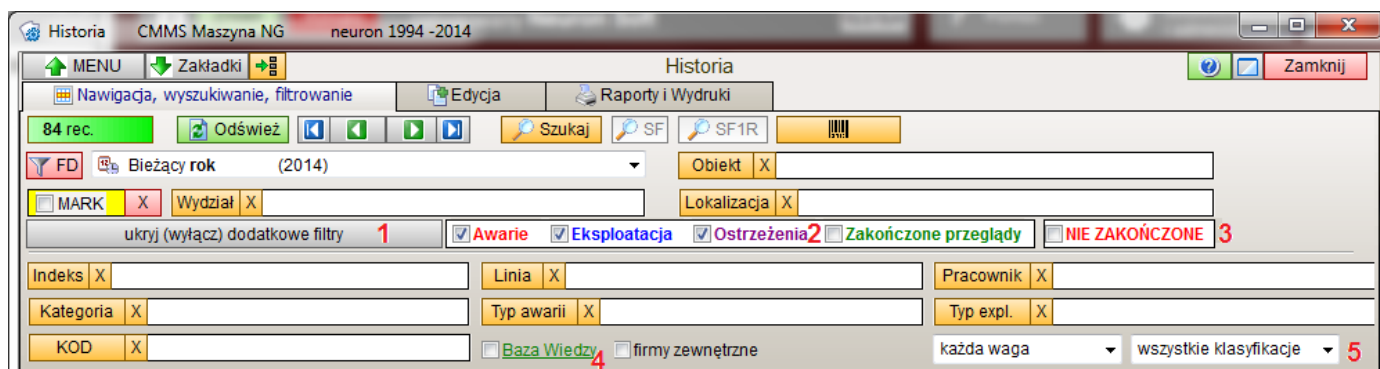 Historia CMMS Maszyna NG neuron 1994 -2014
MENU Zakładki Historia Zamknij
Nawigacja, wyszukiwanie, filtrowanie Edycja Raporty i Wydruki
84 rec. Odśwież Szukaj SF SF1R
FD Bieżący rok (2014) Obiekt X
MARK X Wydział X Lokalizacja X
ukryj (wyłącz) dodatkowe filtry 1 Awarie Eksploatacja Ostrzeżenia 2 Zakończone przeglądy NIE ZAKOŃCZONE 3
Indeks X Linia X Pracownik X
Kategoria X Typ awarii X Typ expl. X
KOD X Baza Wiedzy 4 firmy zewnętrzne każda waga wszystkie klasyfikacje 5